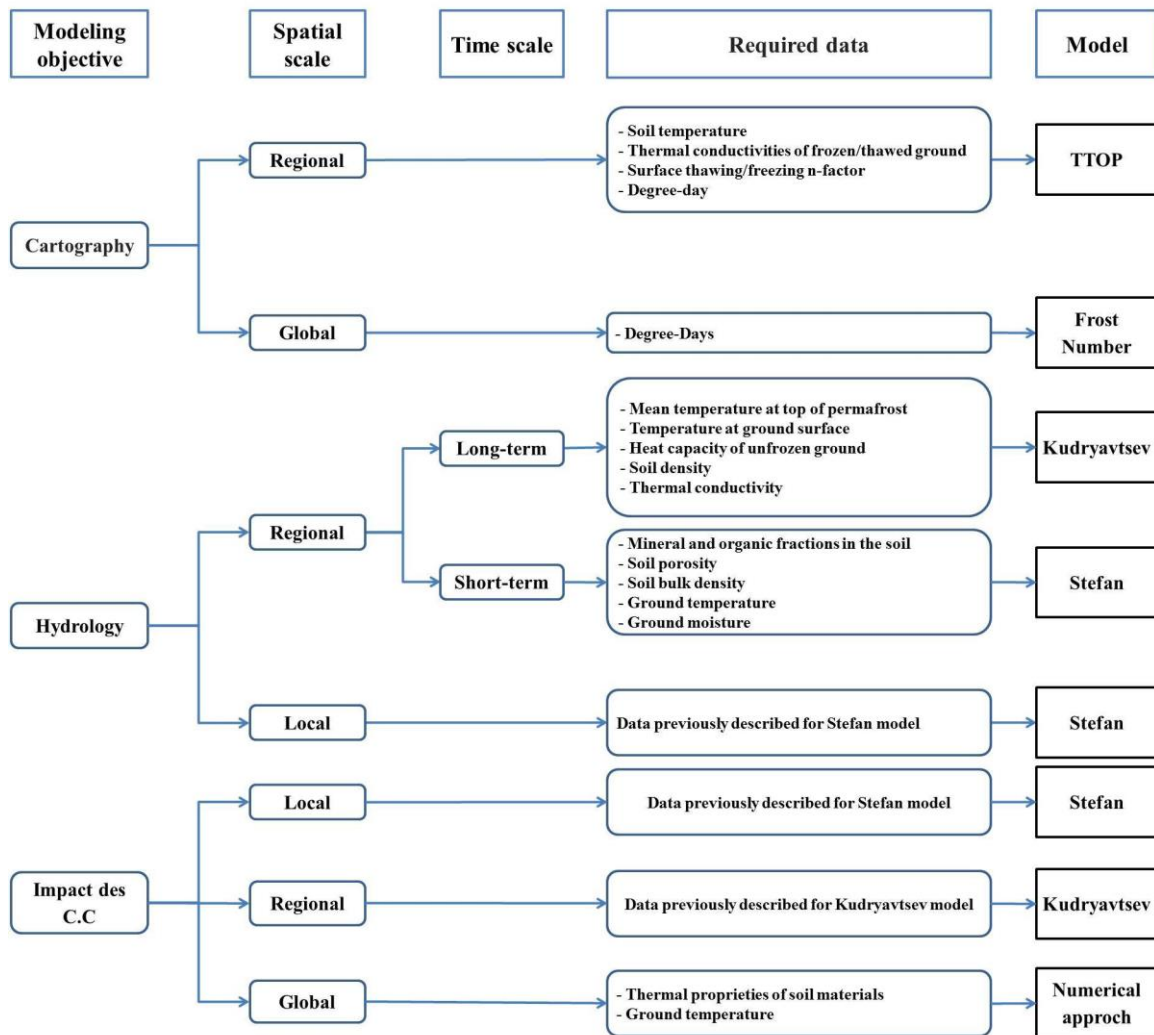 Modeling
objective
Spatial
scale
Time scale
Required data
Model
Cartography
Regional
- Soil temperature
- Thermal conductivities of frozen/thawed ground
- Surface thawing/freezing n-factor
- Degree-day
TTOP
Global
- Degree-Days
Frost
Number
Hydrology
Regional
Long-term
- Mean temperature at top of permafrost
- Temperature at ground surface
- Heat capacity of unfrozen ground
- Soil density
- Thermal conductivity
Kudryavtsev
Short-term
- Mineral and organic fractions in the soil
- Soil porosity
- Soil bulk density
- Ground temperature
- Ground moisture
Stefan
Local
Data previously described for Stefan model
Stefan
Impact des
C.C
Local
Data previously described for Stefan model
Stefan
Regional
Data previously described for Kudryavtsev model
Kudryavtsev
Global
- Thermal proprieties of soil materials
- Ground temperature
Numerical
approch